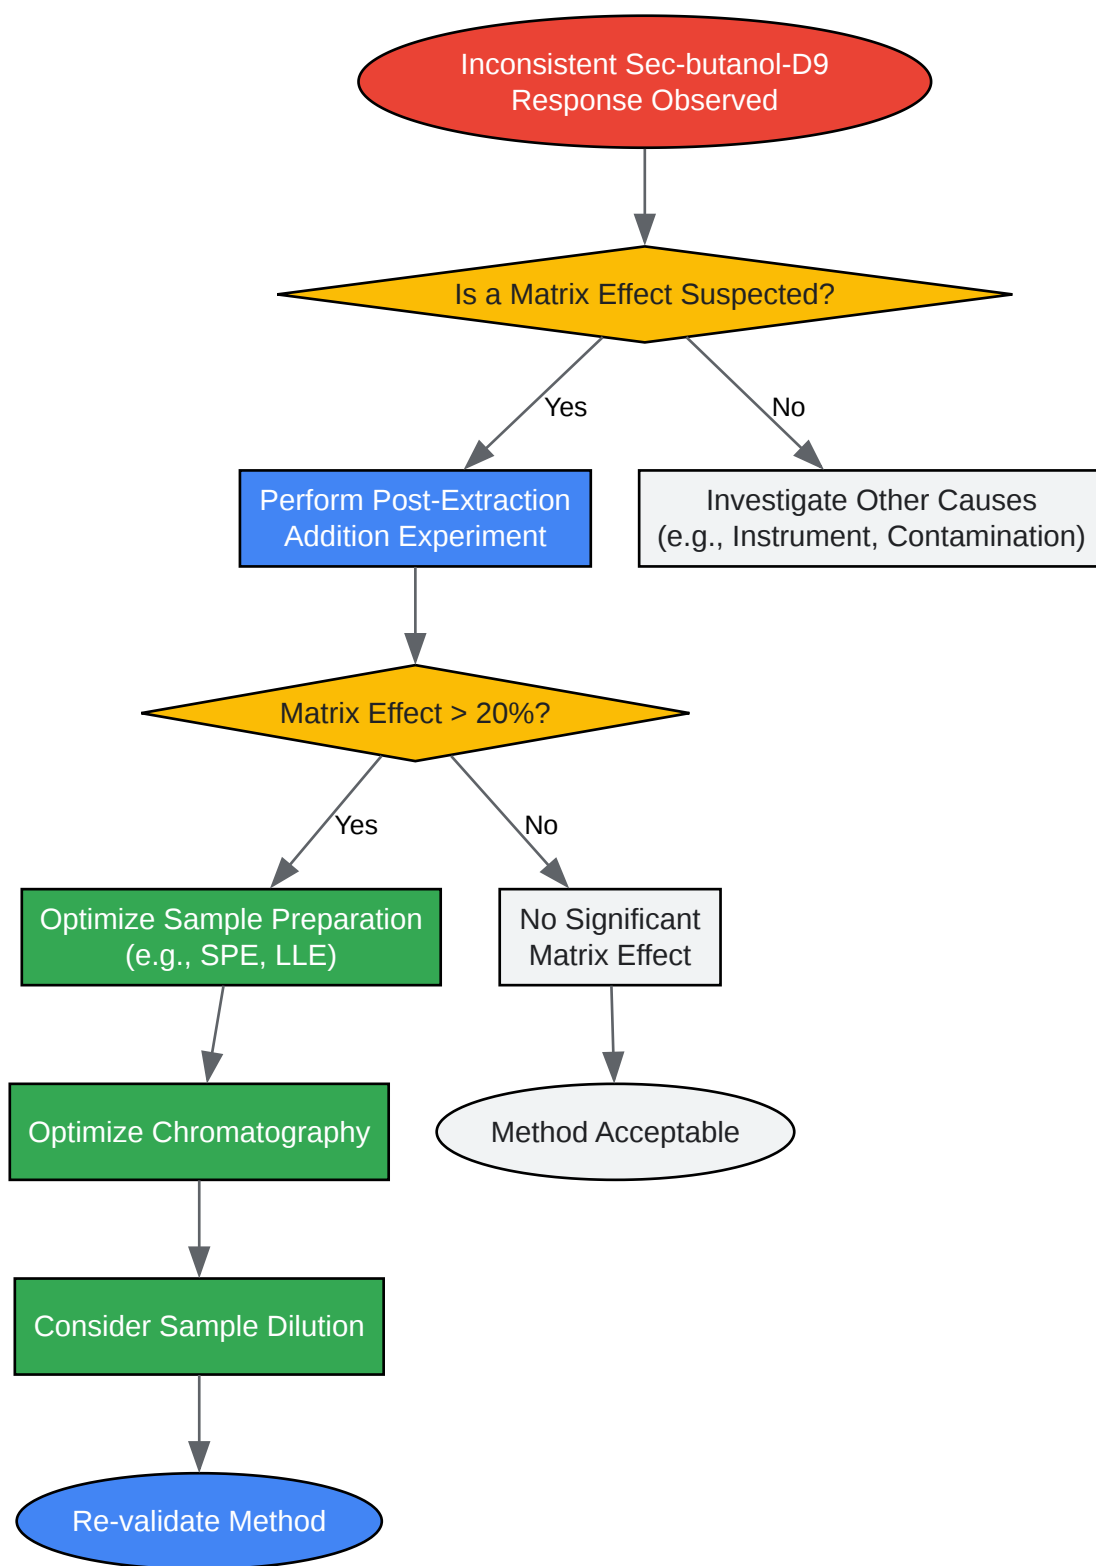 Inconsistent Sec-butanol-D9
Response Observed
Is a Matrix Effect Suspected?
Yes
No
Perform Post-Extraction
Addition Experiment
Investigate Other Causes
(e.g., Instrument, Contamination)
Matrix Effect > 20%?
Yes
No
Optimize Sample Preparation
(e.g., SPE, LLE)
No Significant
Matrix Effect
Optimize Chromatography
Method Acceptable
Consider Sample Dilution
Re-validate Method